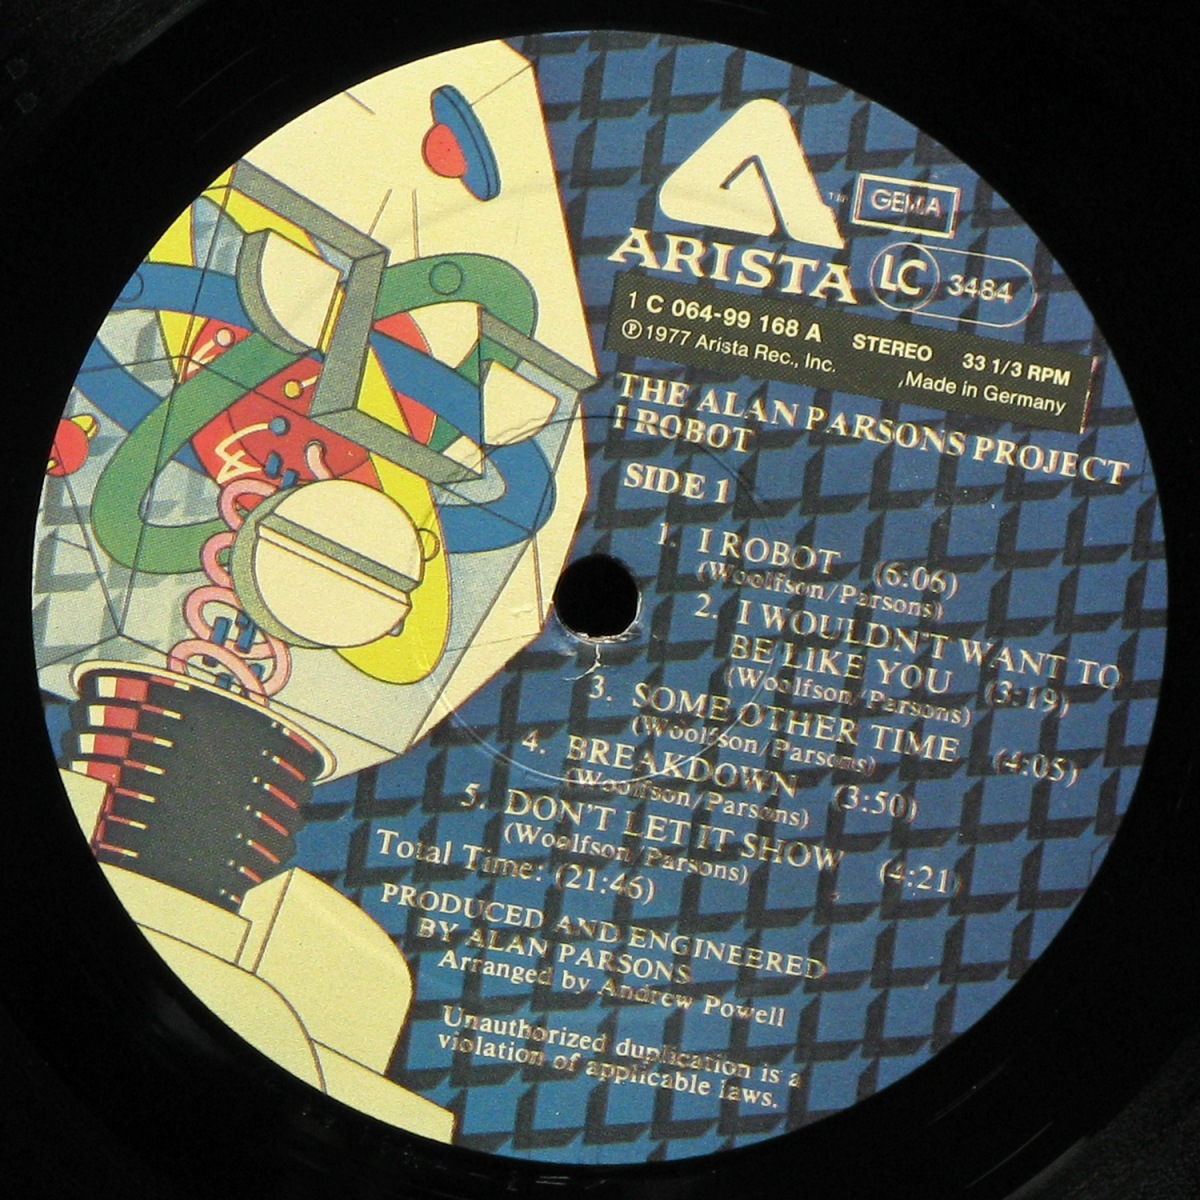 ARISTA
TM
GEMA
LC 3484
1 C 064-99 168 A STEREO 33 1/3 RPM
Ⓟ 1977 Arista Rec., Inc. ,Made in Germany
THE ALAN PARSONS PROJECT
I ROBOT
SIDE 1
1. I ROBOT (6:06)
(Woolfson/Parsons)
2. I WOULDN'T WANT TO
BE LIKE YOU (3:19)
(Woolfson/Parsons)
3. SOME OTHER TIME (4:05)
(Woolfson/Parsons)
4. BREAKDOWN (3:50)
(Woolfson/Parsons)
5. DON'T LET IT SHOW (4:21)
(Woolfson/Parsons)
Total Time: (21:46)
PRODUCED AND ENGINEERED
BY ALAN PARSONS
Arranged by Andrew Powell
Unauthorized duplication is a
violation of applicable laws.